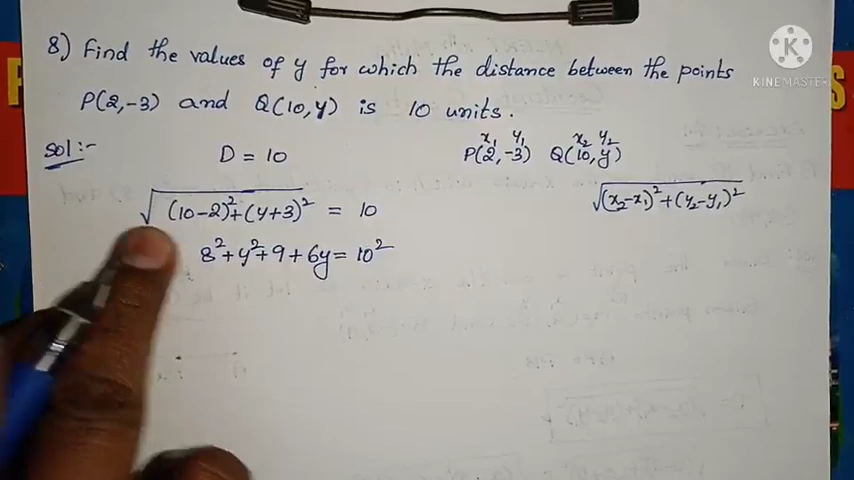 8) Find the values of y for which the distance between the points
P(2,-3) and Q(10,y) is 10 units.
Sol:- D = 10
x₁ y₁ x₂ y₂
P(2,-3) Q(10,y)
√(10-2)²+(y+3)² = 10
√(x₂-x₁)²+(y₂-y₁)²
8²+y²+9+6y = 10²
K
KINEMASTER